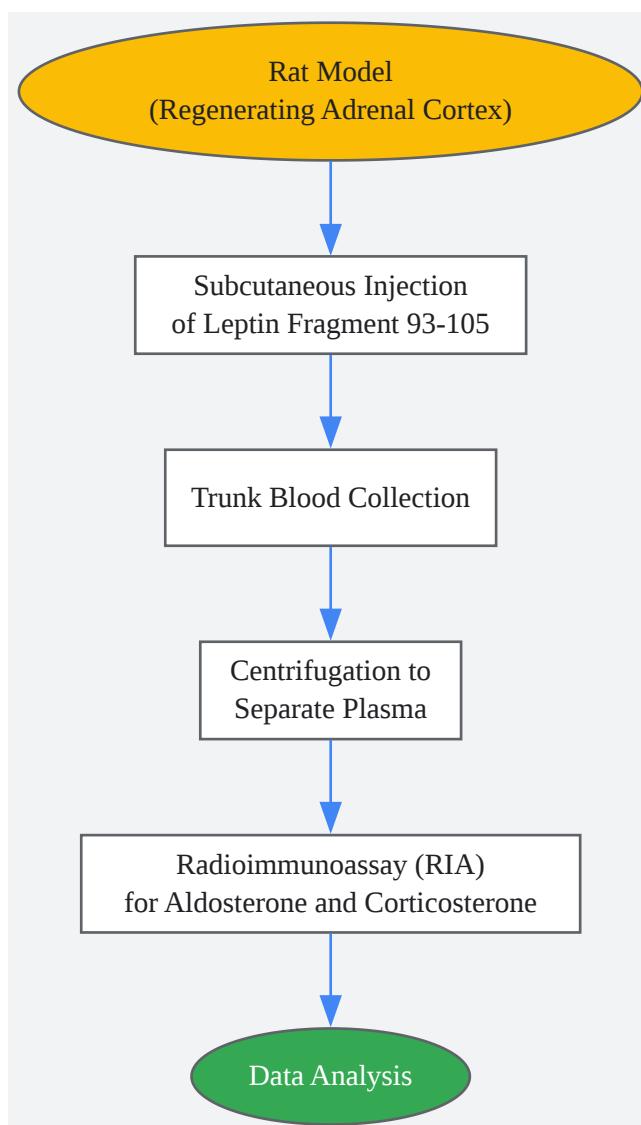 Rat Model
(Regenerating Adrenal Cortex)
Subcutaneous Injection
of Leptin Fragment 93-105
Trunk Blood Collection
Centrifugation to
Separate Plasma
Radioimmunoassay (RIA)
for Aldosterone and Corticosterone
Data Analysis